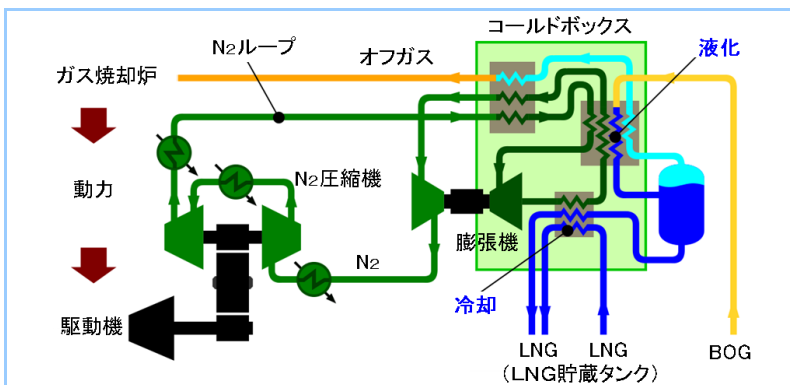 コールドボックス
N2ループ
オフガス
液化
ガス焼却炉
動力
N2圧縮機
膨張機
N2
冷却
駆動機
LNG
LNG
BOG
(LNG貯蔵タンク)